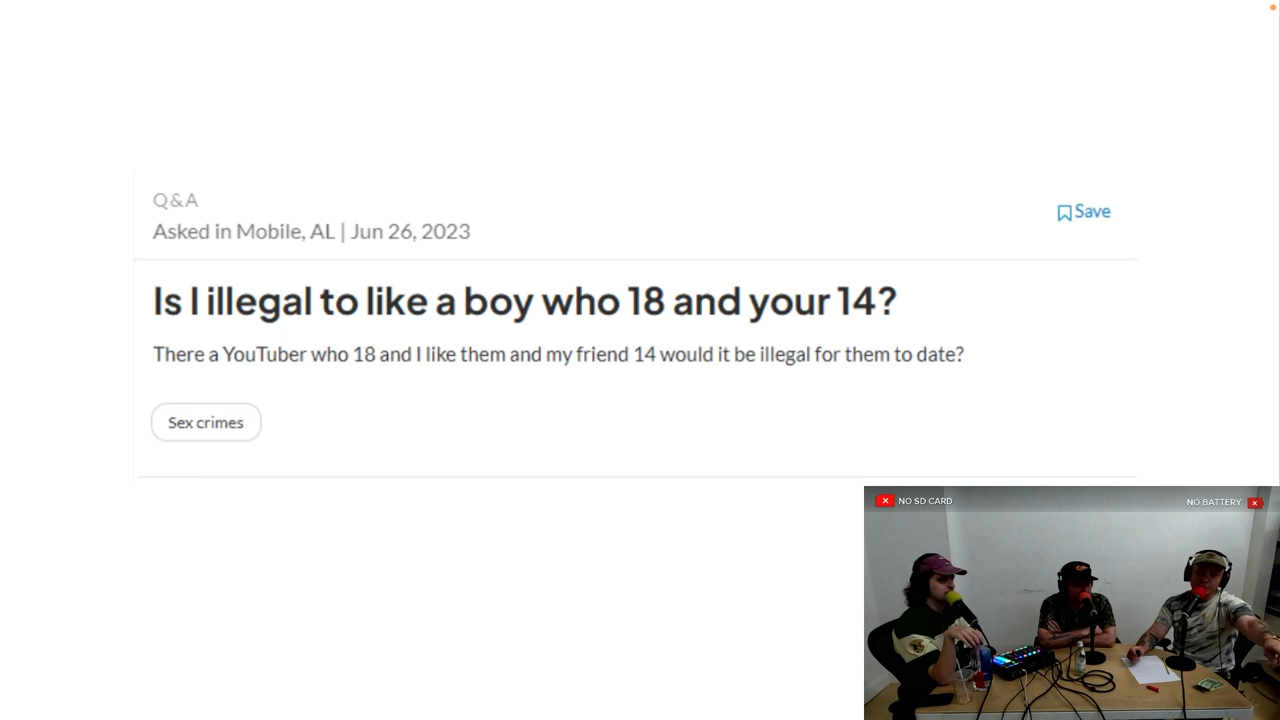 Q&A
Save
Asked in Mobile, AL | Jun 26, 2023
Is I illegal to like a boy who 18 and your 14?
There a YouTuber who 18 and I like them and my friend 14 would it be illegal for them to date?
Sex crimes
NO SD CARD
NO BATTERY